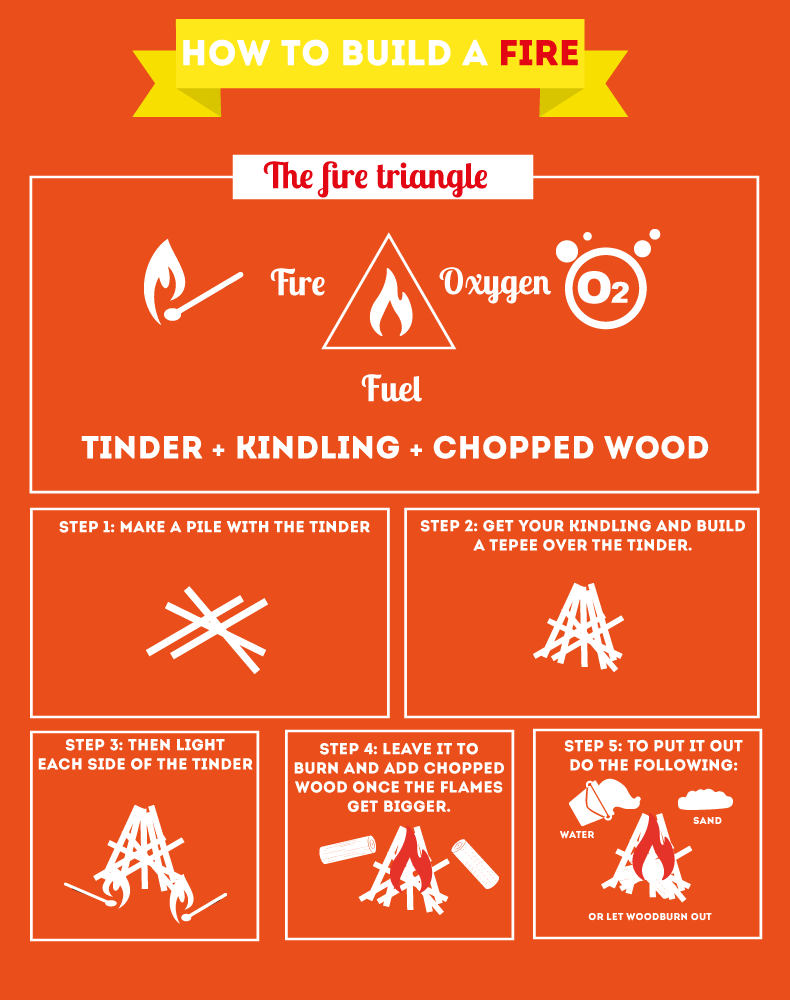 HOW TO BUILD A FIRE
The fire triangle
Fire
Oxygen
O2
Fuel
TINDER + KINDLING + CHOPPED WOOD
STEP 1: MAKE A PILE WITH THE TINDER
STEP 2: GET YOUR KINDLING AND BUILD
A TEPEE OVER THE TINDER.
STEP 3: THEN LIGHT
EACH SIDE OF THE TINDER
STEP 4: LEAVE IT TO
BURN AND ADD CHOPPED
WOOD ONCE THE FLAMES
GET BIGGER.
STEP 5: TO PUT IT OUT
DO THE FOLLOWING:
WATER
SAND
OR LET WOODBURN OUT